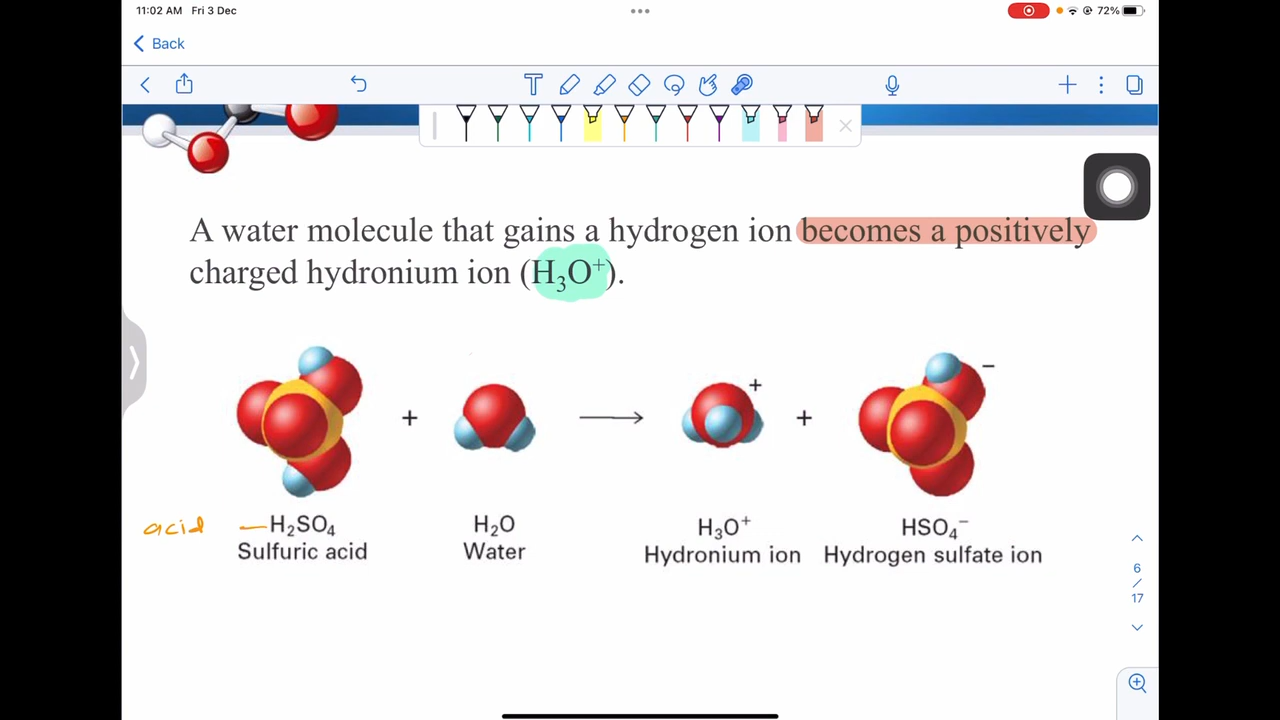 11:02 AM Fri 3 Dec
72%
Back
A water molecule that gains a hydrogen ion becomes a positively
charged hydronium ion (H₃O⁺).
+ → + + −
acid – H₂SO₄ H₂O H₃O⁺ HSO₄⁻
Sulfuric acid Water Hydronium ion Hydrogen sulfate ion
6
/
17